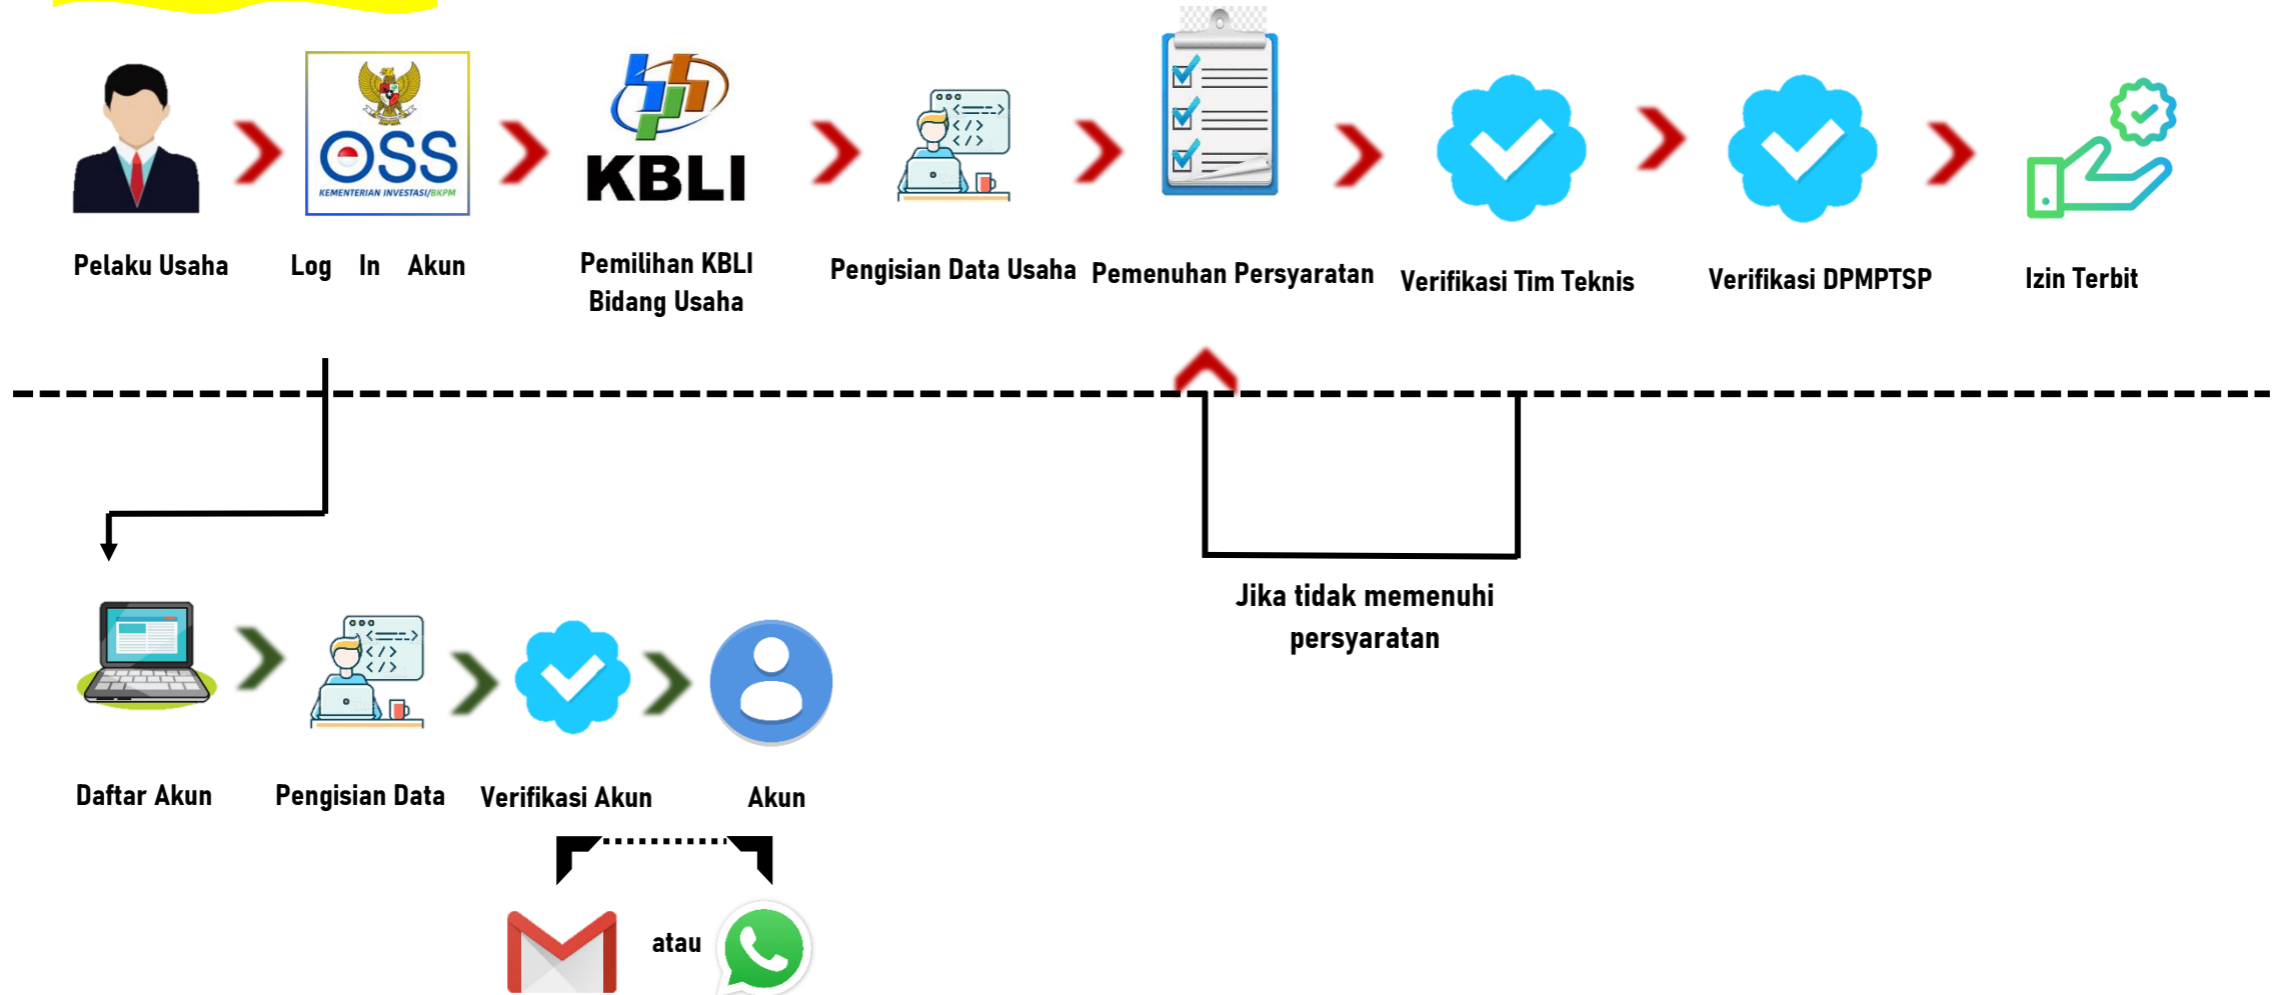 OSS
KEMENTERIAN INVESTASI/BKPM
KBLI
Pelaku Usaha
Log In Akun
Pemilihan KBLI
Bidang Usaha
Pengisian Data Usaha
Pemenuhan Persyaratan
Verifikasi Tim Teknis
Verifikasi DPMPTSP
Izin Terbit
Jika tidak memenuhi
persyaratan
Daftar Akun
Pengisian Data
Verifikasi Akun
Akun
atau